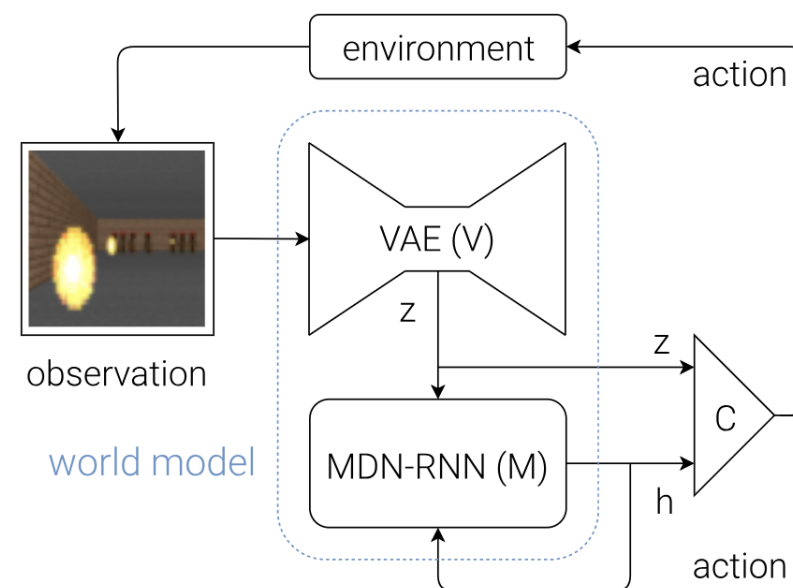 environment
action
VAE (V)
z
z
observation
C
world model
MDN-RNN (M)
h
action